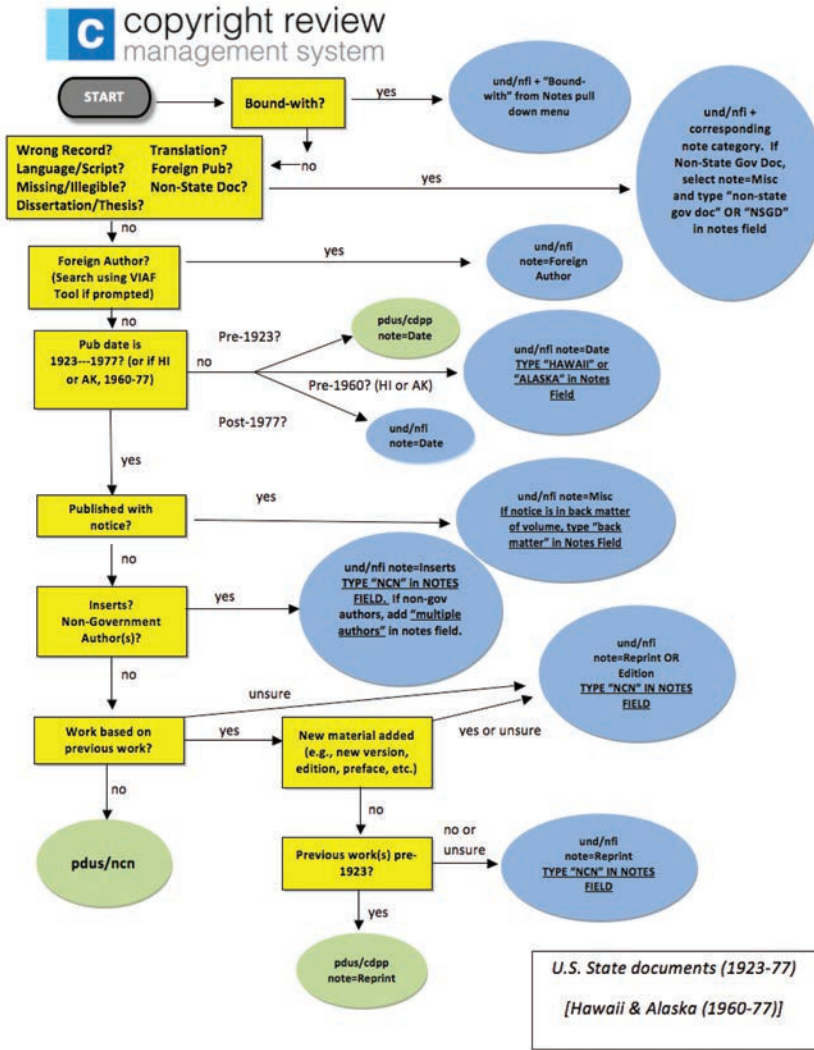 C copyright review
management system
START
Bound-with?
yes
und/nfi + "Bound-
with" from Notes pull
down menu
no
Wrong Record? Translation?
Language/Script? Foreign Pub?
Missing/Illegible? Non-State Doc?
Dissertation/Thesis?
yes
und/nfi +
corresponding
note category. If
Non-State Gov Doc,
select note=Misc
and type "non-state
gov doc" OR "NSGD"
in notes field
no
Foreign Author?
(Search using VIAF
Tool if prompted)
yes
und/nfi
note=Foreign
Author
no
Pub date is
1923---1977? (or if HI
or AK, 1960-77)
no
Pre-1923?
pdus/cdpp
note=Date
Pre-1960? (HI or AK)
und/nfi note=Date
TYPE "HAWAII" or
"ALASKA" in Notes
Field
Post-1977?
und/nfi
note=Date
yes
Published with
notice?
yes
und/nfi note=Misc
If notice is in back matter
of volume, type "back
matter" in Notes Field
no
Inserts?
Non-Government
Author(s)?
yes
und/nfi note=Inserts
TYPE "NCN" in NOTES
FIELD. If non-gov
authors, add "multiple
authors" in notes field.
no
unsure
und/nfi
note=Reprint OR
Edition
TYPE "NCN" IN NOTES
FIELD
Work based on
previous work?
yes
New material added
(e.g., new version,
edition, preface, etc.)
yes or unsure
no
pdus/ncn
no
Previous work(s) pre-
1923?
no or
unsure
und/nfi
note=Reprint
TYPE "NCN" IN NOTES
FIELD
yes
pdus/cdpp
note=Reprint
U.S. State documents (1923-77)
[Hawaii & Alaska (1960-77)]